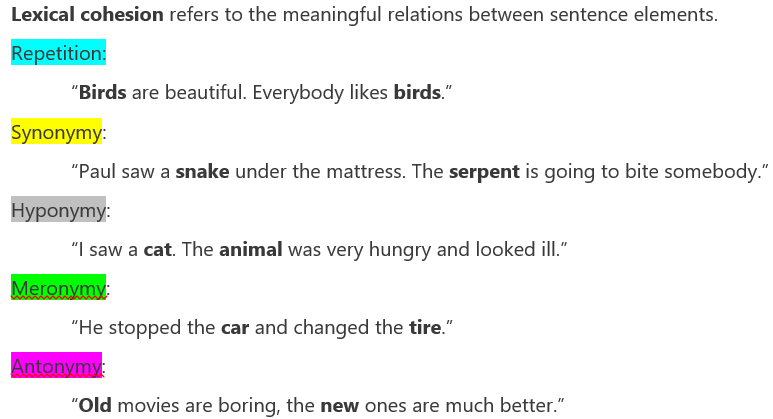 Lexical cohesion refers to the meaningful relations between sentence elements.
Repetition:
“Birds are beautiful. Everybody likes birds.”
Synonymy:
“Paul saw a snake under the mattress. The serpent is going to bite somebody.”
Hyponymy:
“I saw a cat. The animal was very hungry and looked ill.”
Meronymy:
“He stopped the car and changed the tire.”
Antonymy:
“Old movies are boring, the new ones are much better.”